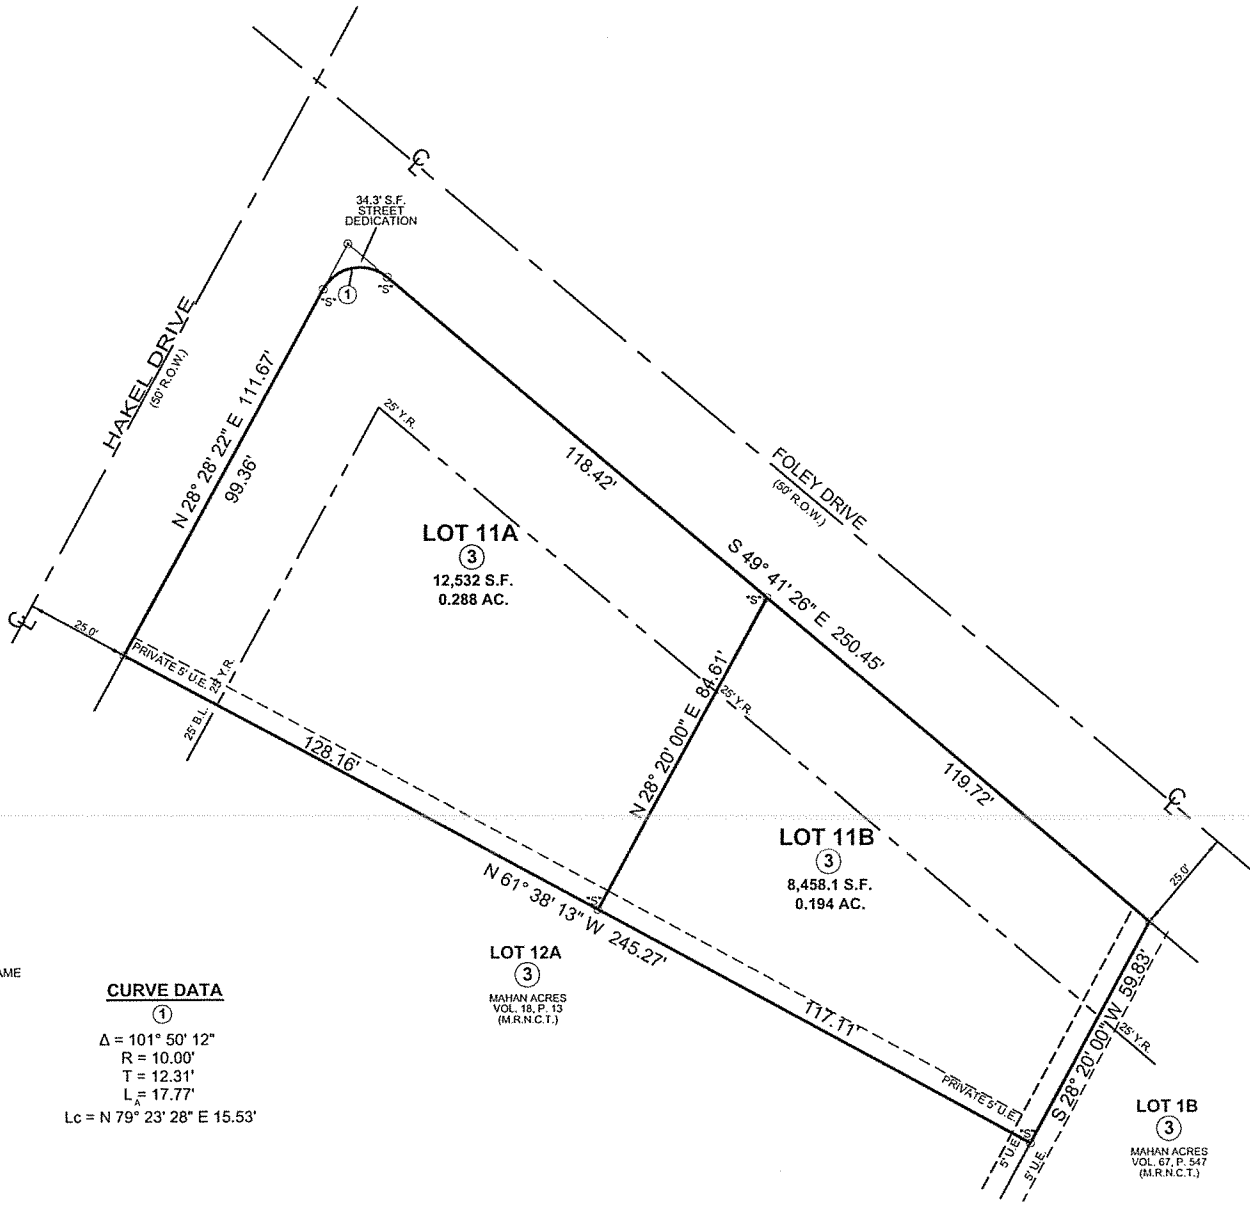 34.3' S.F.
STREET
DEDICATION
"S"
1
"S"
HAKEL DRIVE
(50' R.O.W.)
N 28° 28' 22" E 111.67'
99.36'
25' Y.R.
118.42'
FOLEY DRIVE
(50' R.O.W.)
LOT 11A
3
12,532 S.F.
0.288 AC.
S 49° 41' 26" E 250.45'
"S"
25.0'
PRIVATE 5' U.E.
25' Y.R.
25' B.L.
128.16'
N 28° 20' 00" E 84.61'
25' Y.R.
119.72'
LOT 11B
3
8,458.1 S.F.
0.194 AC.
25.0'
"S"
N 61° 38' 13" W 245.27'
LOT 12A
3
MAHAN ACRES
VOL. 18, P. 13
(M.R.N.C.T.)
117.11'
PRIVATE 5' U.E.
S 28° 20' 00" W 59.83'
25' Y.R.
"S"
5' U.E.
5' U.E.
LOT 1B
3
MAHAN ACRES
VOL. 67, P. 547
(M.R.N.C.T.)
AME
CURVE DATA
1
Δ = 101° 50' 12"
R = 10.00'
T = 12.31'
LA = 17.77'
Lc = N 79° 23' 28" E 15.53'